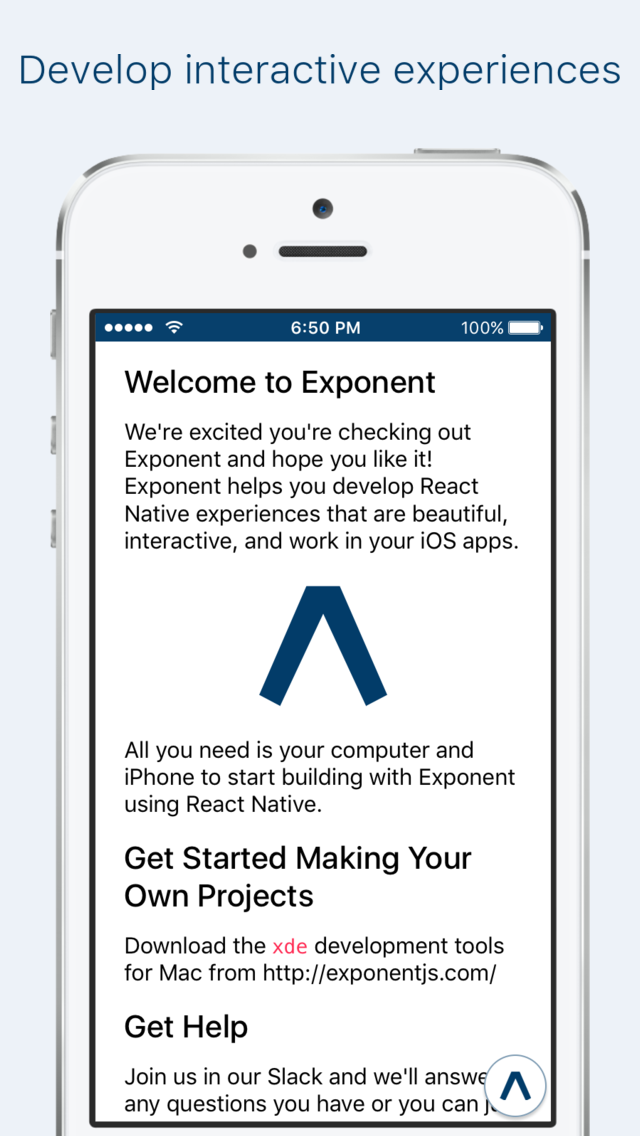 Develop interactive experiences
6:50 PM
100%
Welcome to Exponent
We're excited you're checking out
Exponent and hope you like it!
Exponent helps you develop React
Native experiences that are beautiful,
interactive, and work in your iOS apps.
All you need is your computer and
iPhone to start building with Exponent
using React Native.
Get Started Making Your
Own Projects
Download the xde development tools
for Mac from http://exponentjs.com/
Get Help
Join us in our Slack and we'll answe
any questions you have or you can